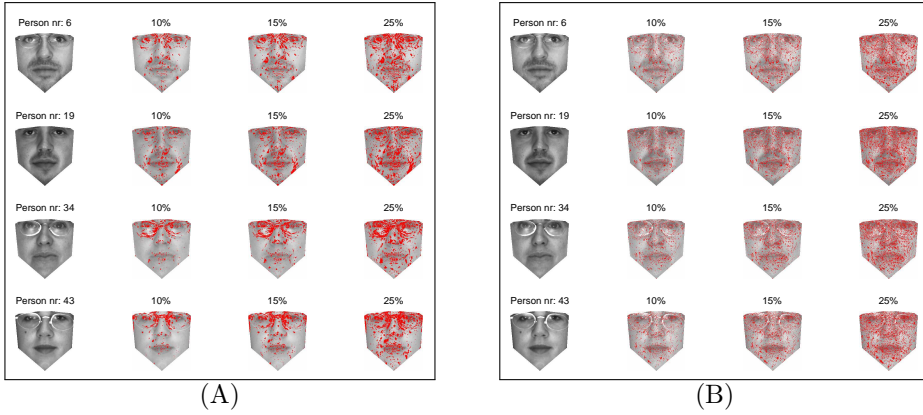 Person nr: 6 10% 15% 25%
Person nr: 19 10% 15% 25%
Person nr: 34 10% 15% 25%
Person nr: 43 10% 15% 25%
(A)
Person nr: 6 10% 15% 25%
Person nr: 19 10% 15% 25%
Person nr: 34 10% 15% 25%
Person nr: 43 10% 15% 25%
(B)